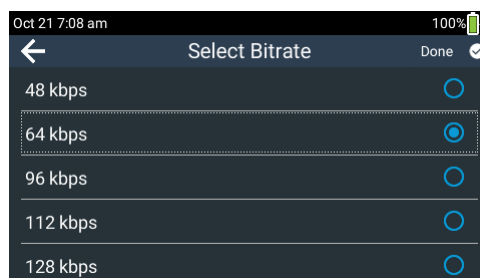 Oct 21 7:08 am 100%
Select Bitrate Done
48 kbps
64 kbps
96 kbps
112 kbps
128 kbps